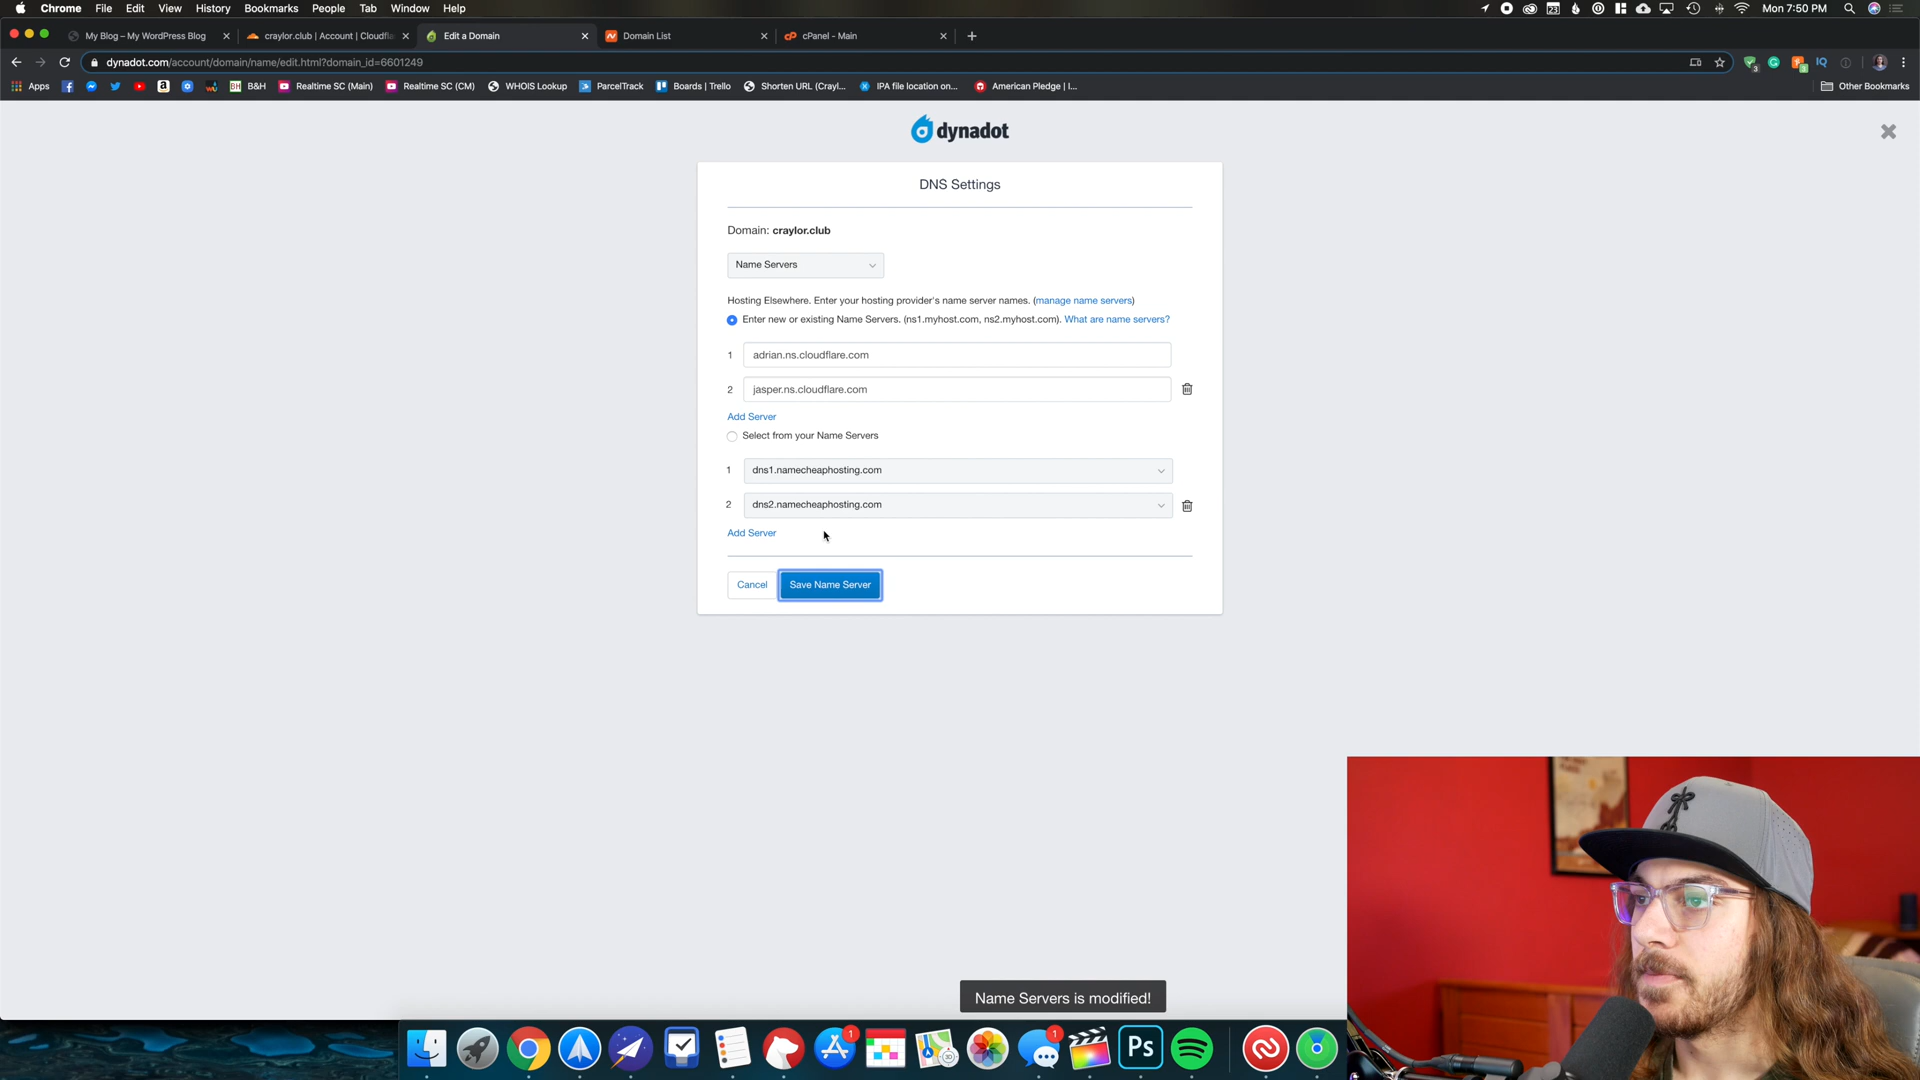 Chrome File Edit View History Bookmarks People Tab Window Help
23 Mon 7:50 PM
My Blog – My WordPress Blog
craylor.club | Account | Cloudfla
Edit a Domain
Domain List
cPanel - Main
dynadot.com/account/domain/name/edit.html?domain_id=6601249
Apps B&H Realtime SC (Main) Realtime SC (CM) WHOIS Lookup ParcelTrack Boards | Trello Shorten URL (Crayl... IPA file location on... American Pledge | I... Other Bookmarks
dynadot
DNS Settings
Domain: craylor.club
Name Servers
Hosting Elsewhere. Enter your hosting provider's name server names. (manage name servers)
Enter new or existing Name Servers. (ns1.myhost.com, ns2.myhost.com). What are name servers?
1 adrian.ns.cloudflare.com
2 jasper.ns.cloudflare.com
Add Server
Select from your Name Servers
1 dns1.namecheaphosting.com
2 dns2.namecheaphosting.com
Add Server
Cancel Save Name Server
Name Servers is modified!
1 1 Ps